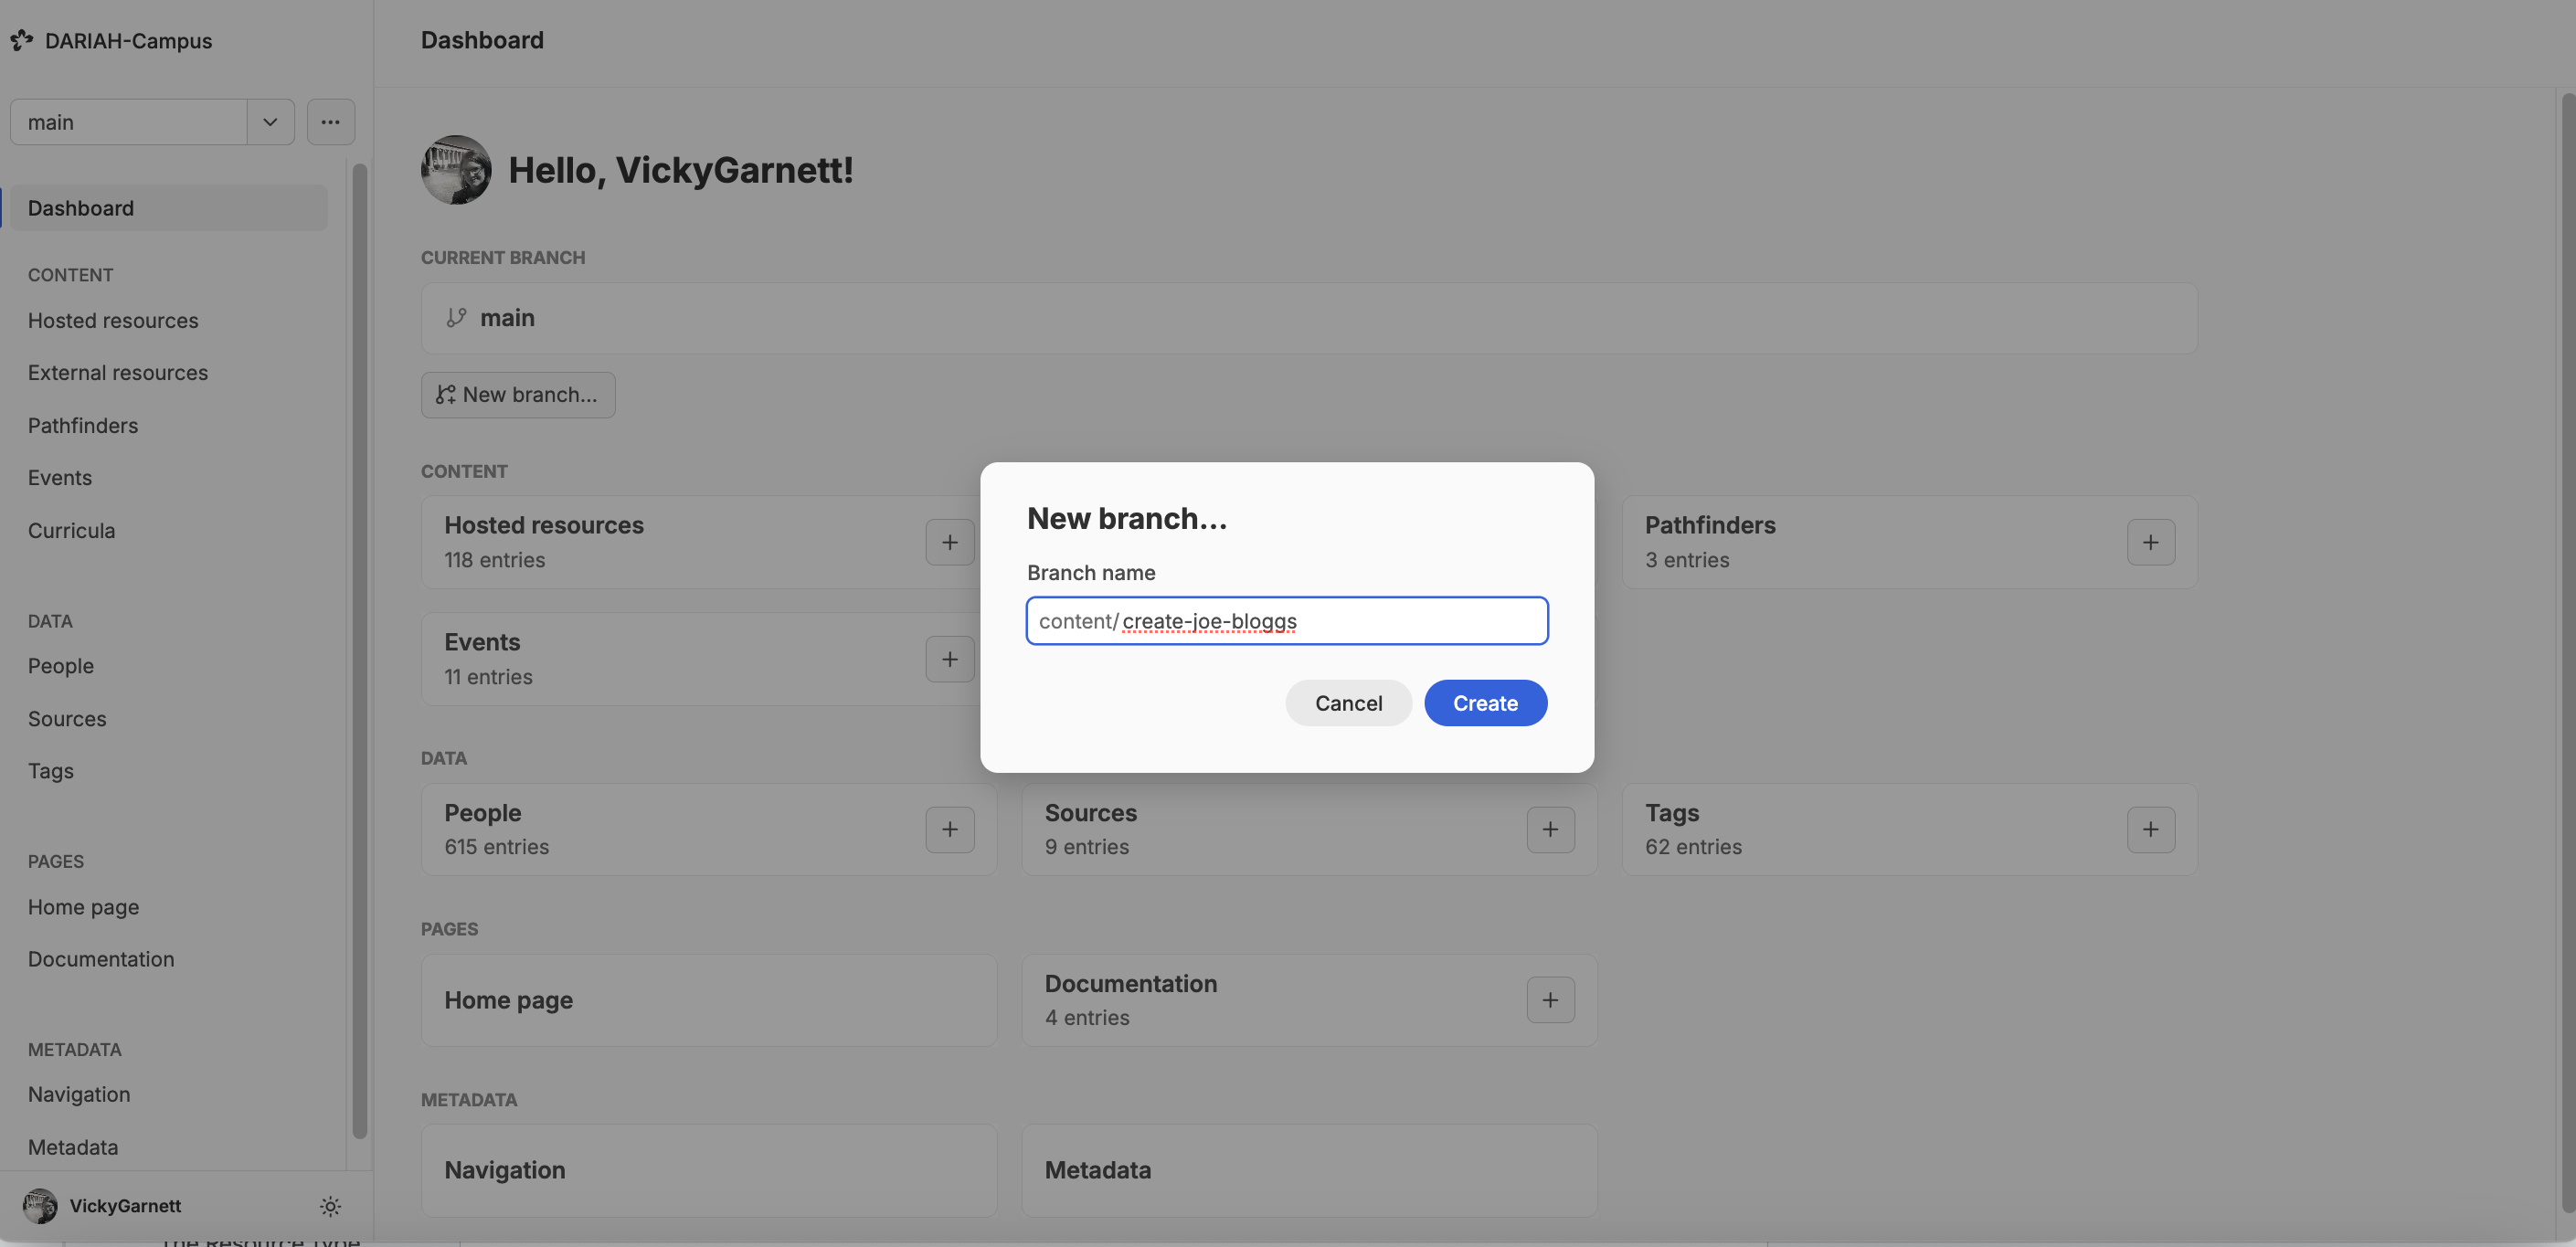 DARIAH-Campus
main
Dashboard
CONTENT
Hosted resources
External resources
Pathfinders
Events
Curricula
DATA
People
Sources
Tags
PAGES
Home page
Documentation
METADATA
Navigation
Metadata
VickyGarnett
Dashboard
Hello, VickyGarnett!
CURRENT BRANCH
main
New branch...
CONTENT
Hosted resources
118 entries
Pathfinders
3 entries
Events
11 entries
New branch...
Branch name
content/create-joe-bloggs
Cancel
Create
DATA
People
615 entries
Sources
9 entries
Tags
62 entries
PAGES
Home page
Documentation
4 entries
METADATA
Navigation
Metadata
The Resource Type